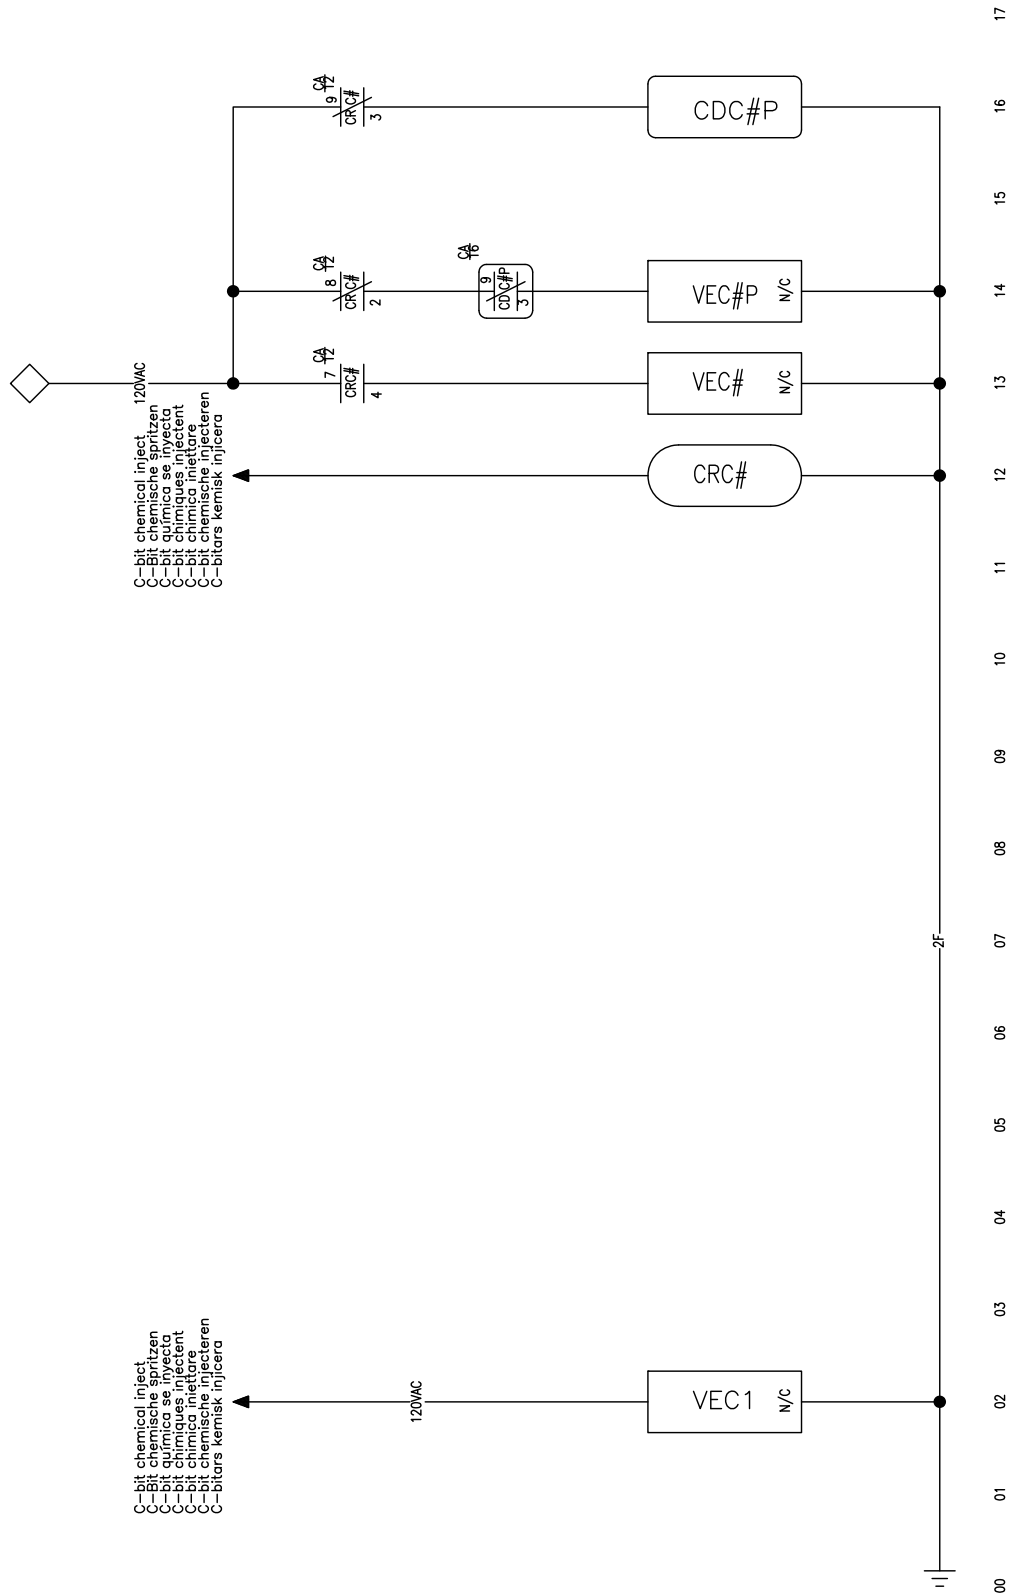 17
16
15
14
13
12
11
10
09
08
07
06
05
04
03
02
01
00
CA
12
9
CRC#
3
CDC#P
CA
12
8
CRC#
2
CA
16
9
CDC#P
3
VEC#P
N/C
120VAC
CA
12
7
CRC#
4
VEC#
N/C
C-bit chemical inject
C-Bit chemische spritzen
C-bit química se inyecta
C-bit chimiques injectent
C-bit chimica iniettare
C-bit chemische injecteren
C-bitars kemisk injicera
CRC#
2F
C-bit chemical inject
C-Bit chemische spritzen
C-bit química se inyecta
C-bit chimiques injectent
C-bit chimica iniettare
C-bit chemische injecteren
C-bitars kemisk injicera
120VAC
VEC1
N/C